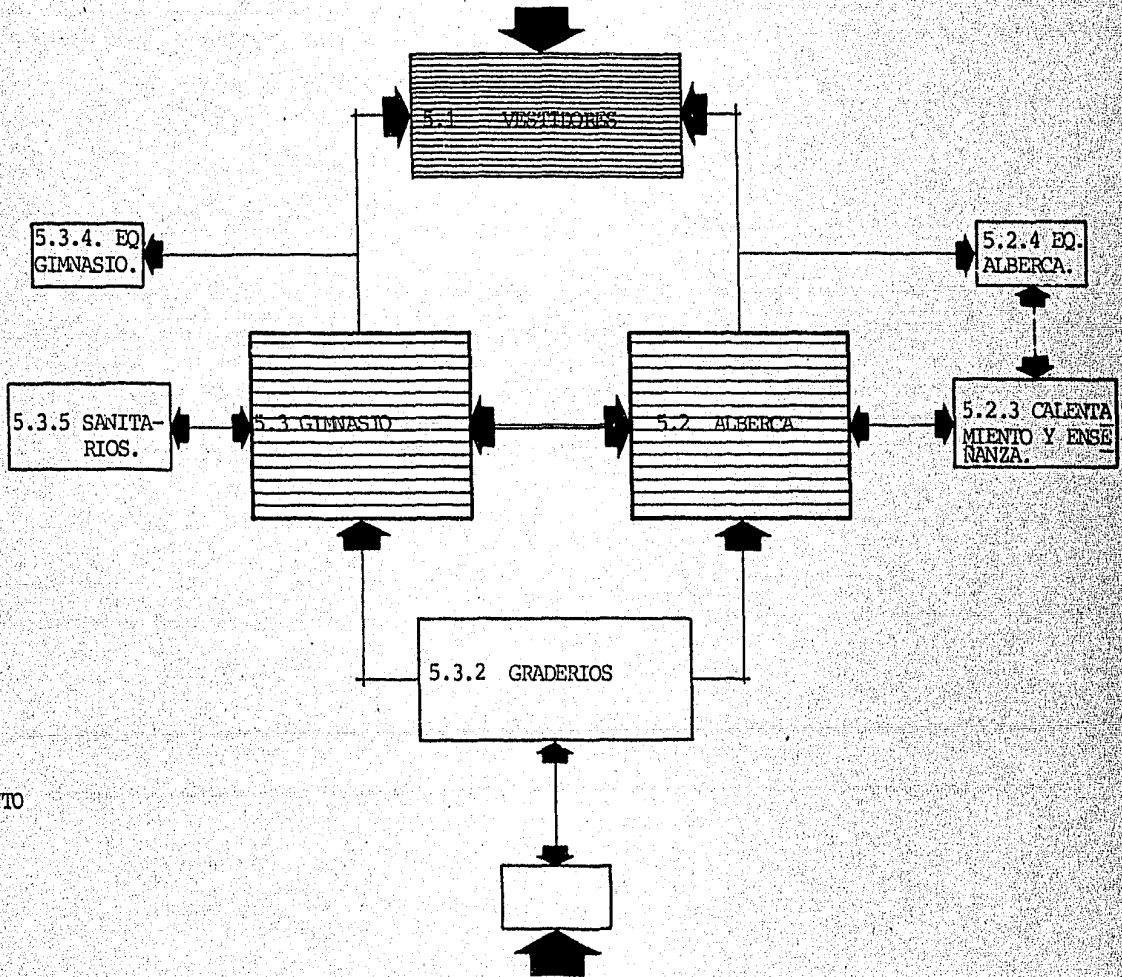 5.1 VESTIDORES
5.3.4. EQ
GIMNASIO.
5.2.4 EQ.
ALBERCA.
5.3.5 SANITA-
RIOS.
5.3 GIMNASIO
5.2 ALBERCA
5.2.3 CALENTA
MIENTO Y ENSE
ÑANZA.
5.3.2 GRADERIOS
TO